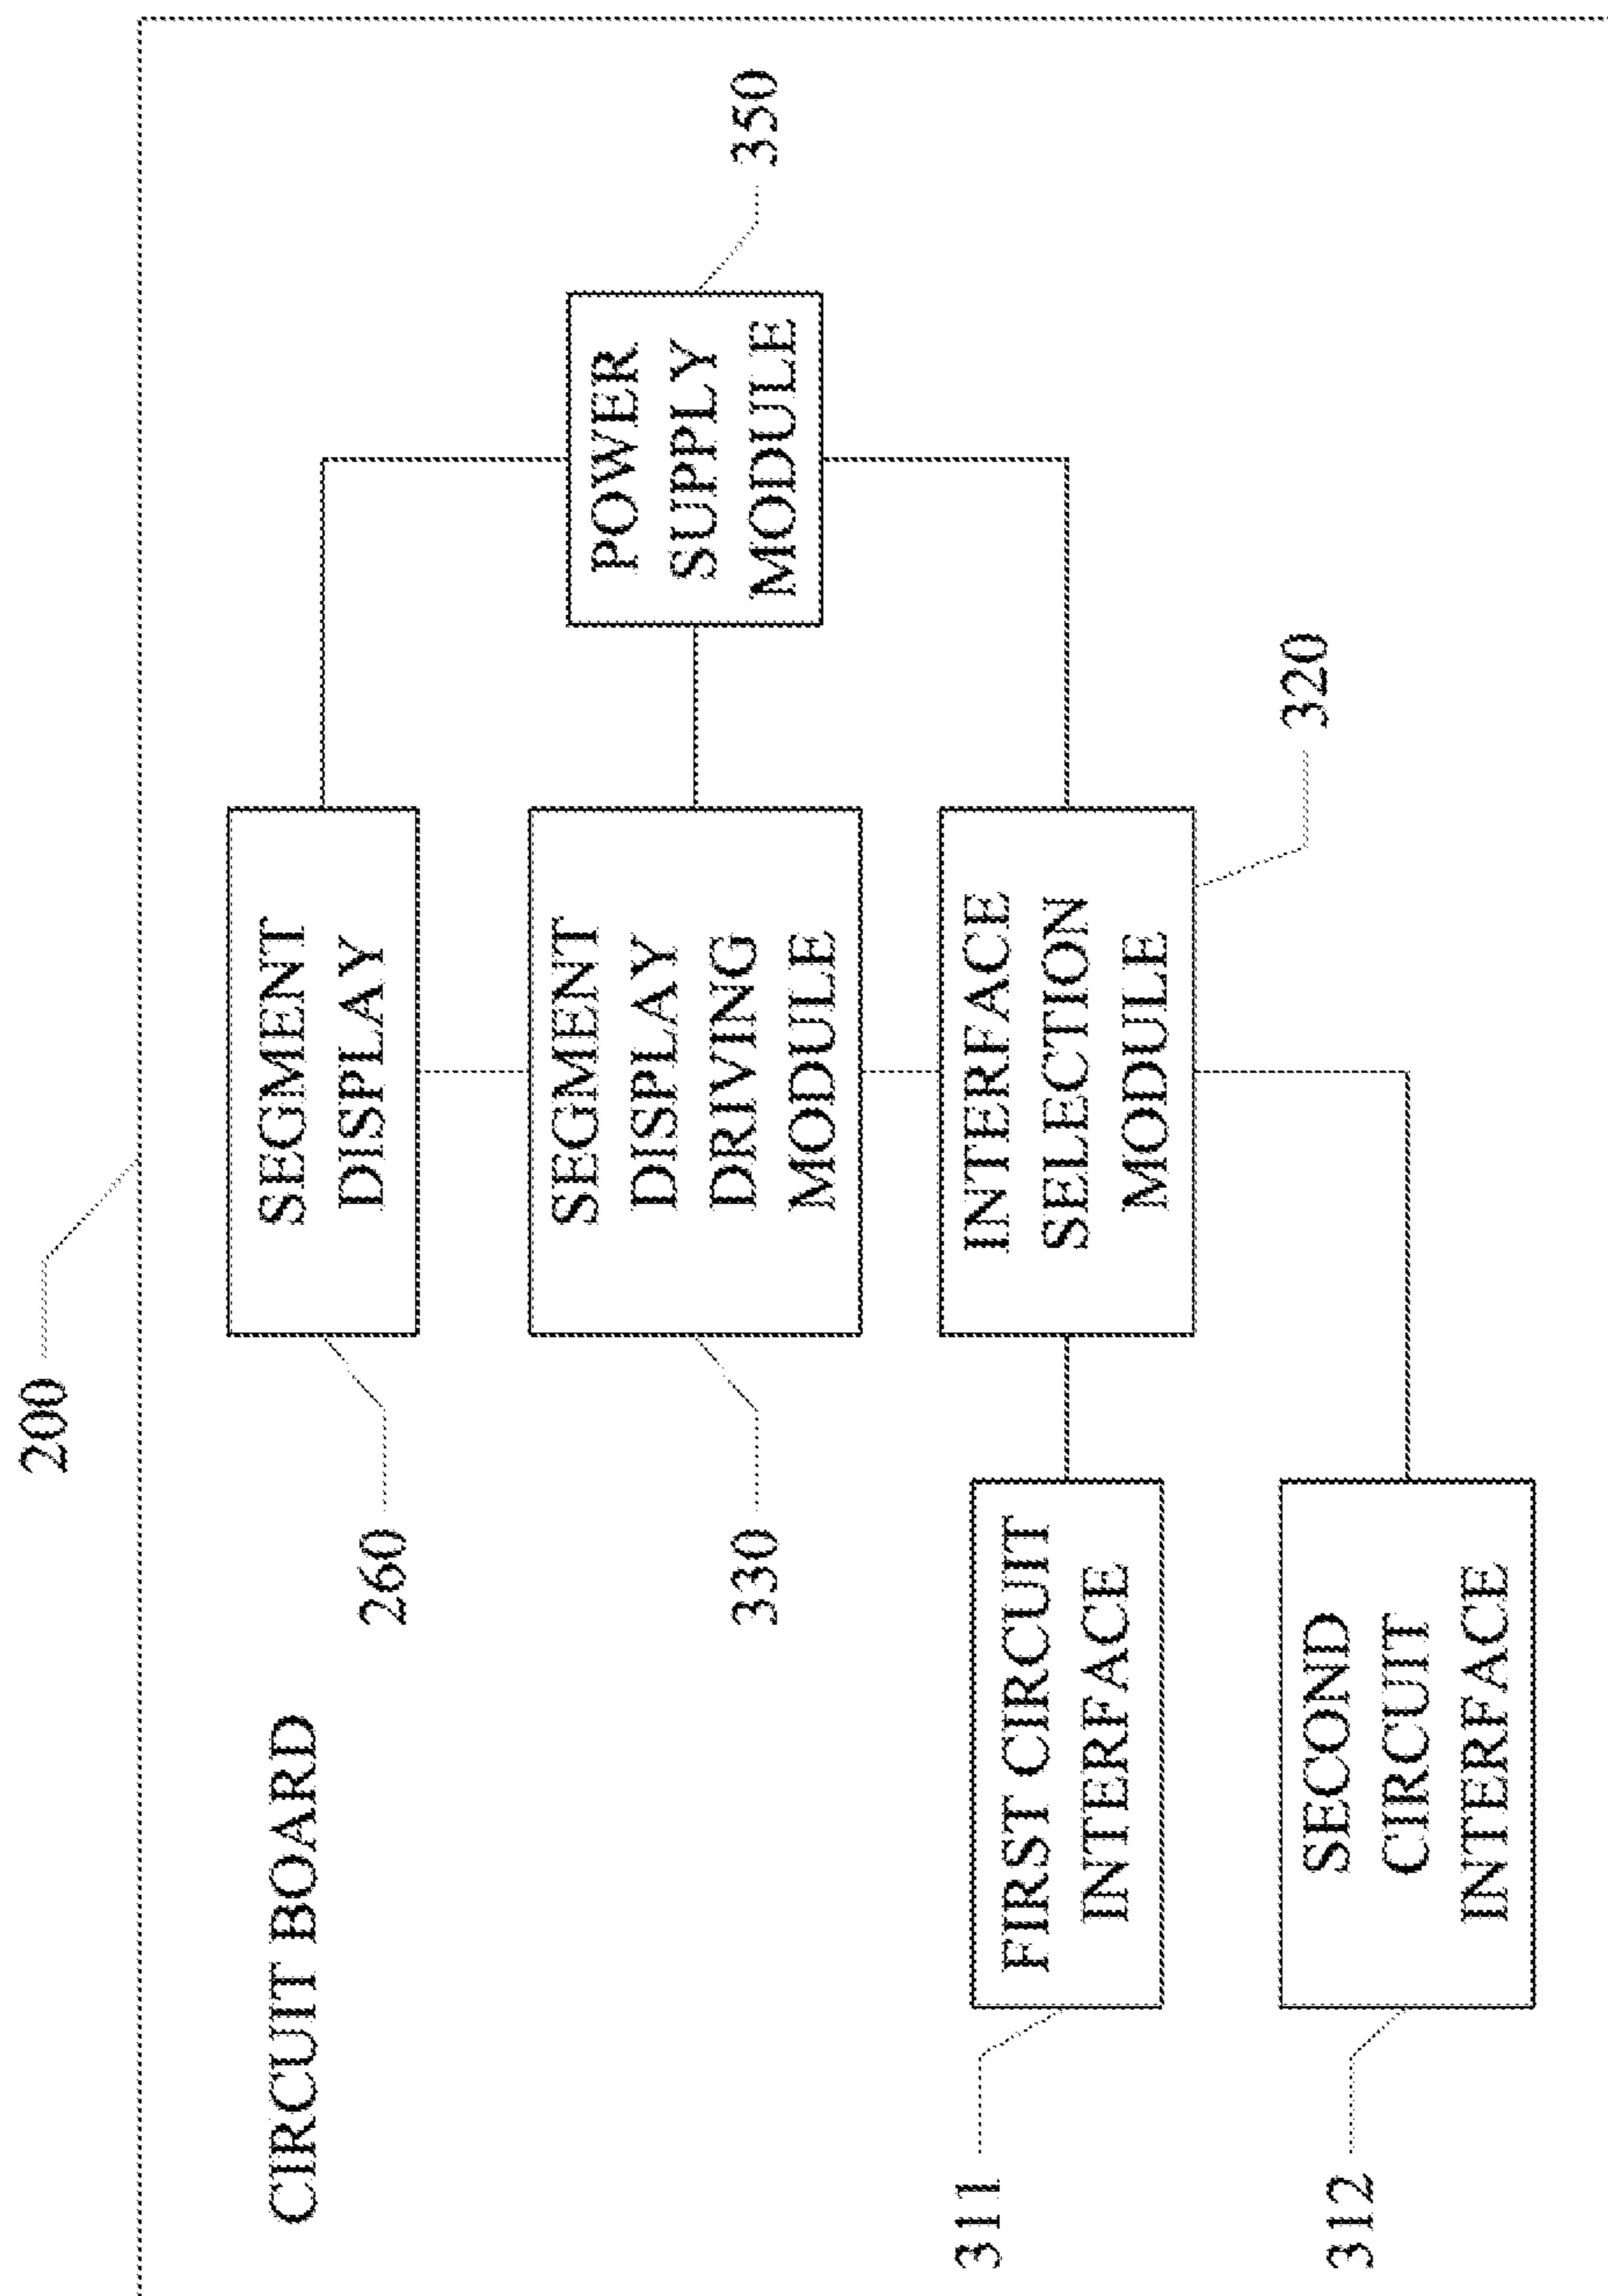 200
CIRCUIT BOARD
260
SEGMENT
DISPLAY
330
SEGMENT
DISPLAY
DRIVING
MODULE
POWER
SUPPLY
MODULE
350
311
FIRST CIRCUIT
INTERFACE
INTERFACE
SELECTION
MODULE
320
312
SECOND
CIRCUIT
INTERFACE